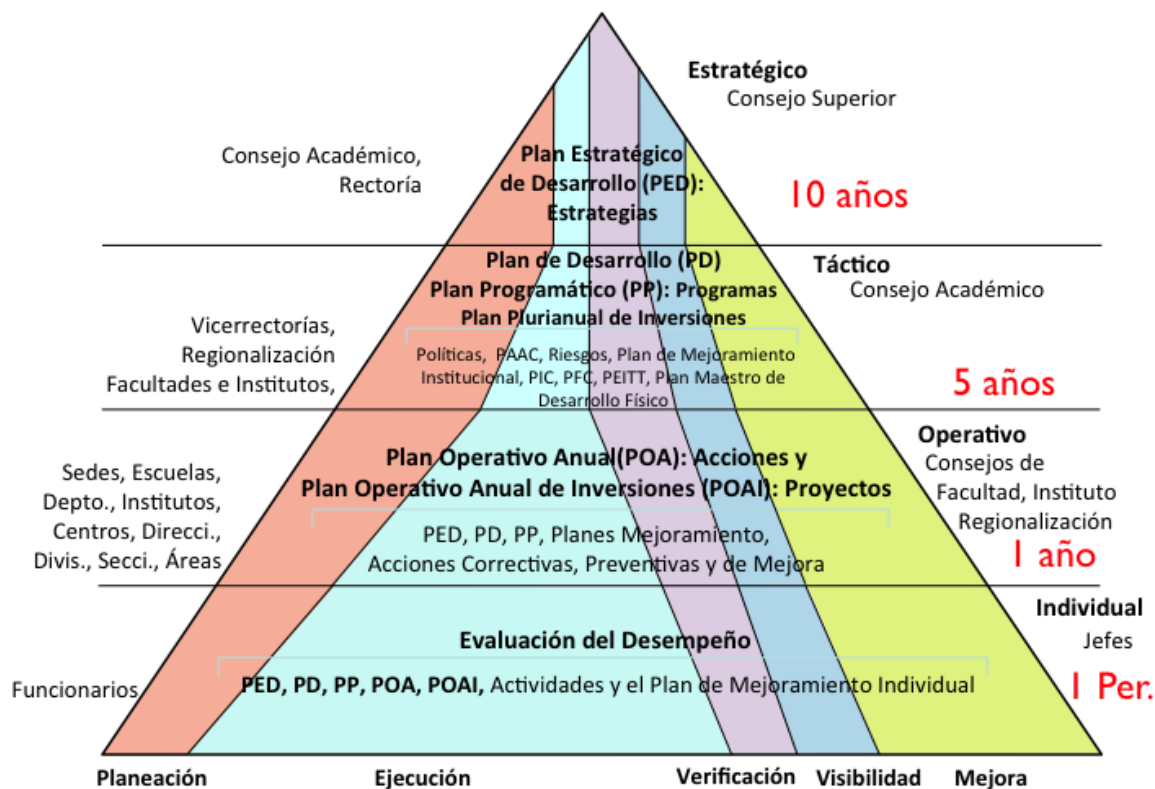 Estratégico
Consejo Superior
Consejo Académico,
Rectoría
Plan Estratégico
de Desarrollo (PED):
Estrategias
10 años
Plan de Desarrollo (PD)
Plan Programático (PP): Programas
Plan Plurianual de Inversiones
Táctico
Consejo Académico
Vicerrectorías,
Regionalización
Facultades e Institutos,
Políticas, PAAC, Riesgos, Plan de Mejoramiento
Institucional, PIC, PFC, PEITT, Plan Maestro de
Desarrollo Físico
5 años
Operativo
Consejos de
Facultad, Instituto
Regionalización
1 año
Sedes, Escuelas,
Depto., Institutos,
Centros, Direcci.,
Divis., Secci., Áreas
Plan Operativo Anual(POA): Acciones y
Plan Operativo Anual de Inversiones (POAI): Proyectos
PED, PD, PP, Planes Mejoramiento,
Acciones Correctivas, Preventivas y de Mejora
Individual
Jefes
1 Per.
Funcionarios
Evaluación del Desempeño
PED, PD, PP, POA, POAI, Actividades y el Plan de Mejoramiento Individual
Planeación Ejecución Verificación Visibilidad Mejora